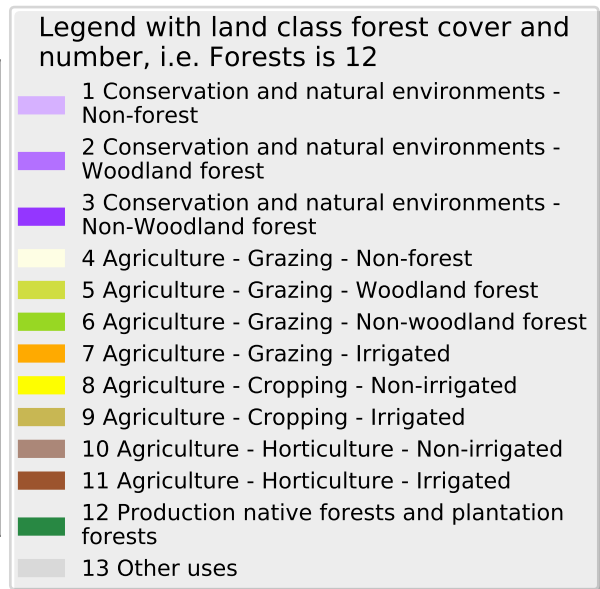 Legend with land class forest cover and
number, i.e. Forests is 12
1 Conservation and natural environments -
Non-forest
2 Conservation and natural environments -
Woodland forest
3 Conservation and natural environments -
Non-Woodland forest
4 Agriculture - Grazing - Non-forest
5 Agriculture - Grazing - Woodland forest
6 Agriculture - Grazing - Non-woodland forest
7 Agriculture - Grazing - Irrigated
8 Agriculture - Cropping - Non-irrigated
9 Agriculture - Cropping - Irrigated
10 Agriculture - Horticulture - Non-irrigated
11 Agriculture - Horticulture - Irrigated
12 Production native forests and plantation
forests
13 Other uses